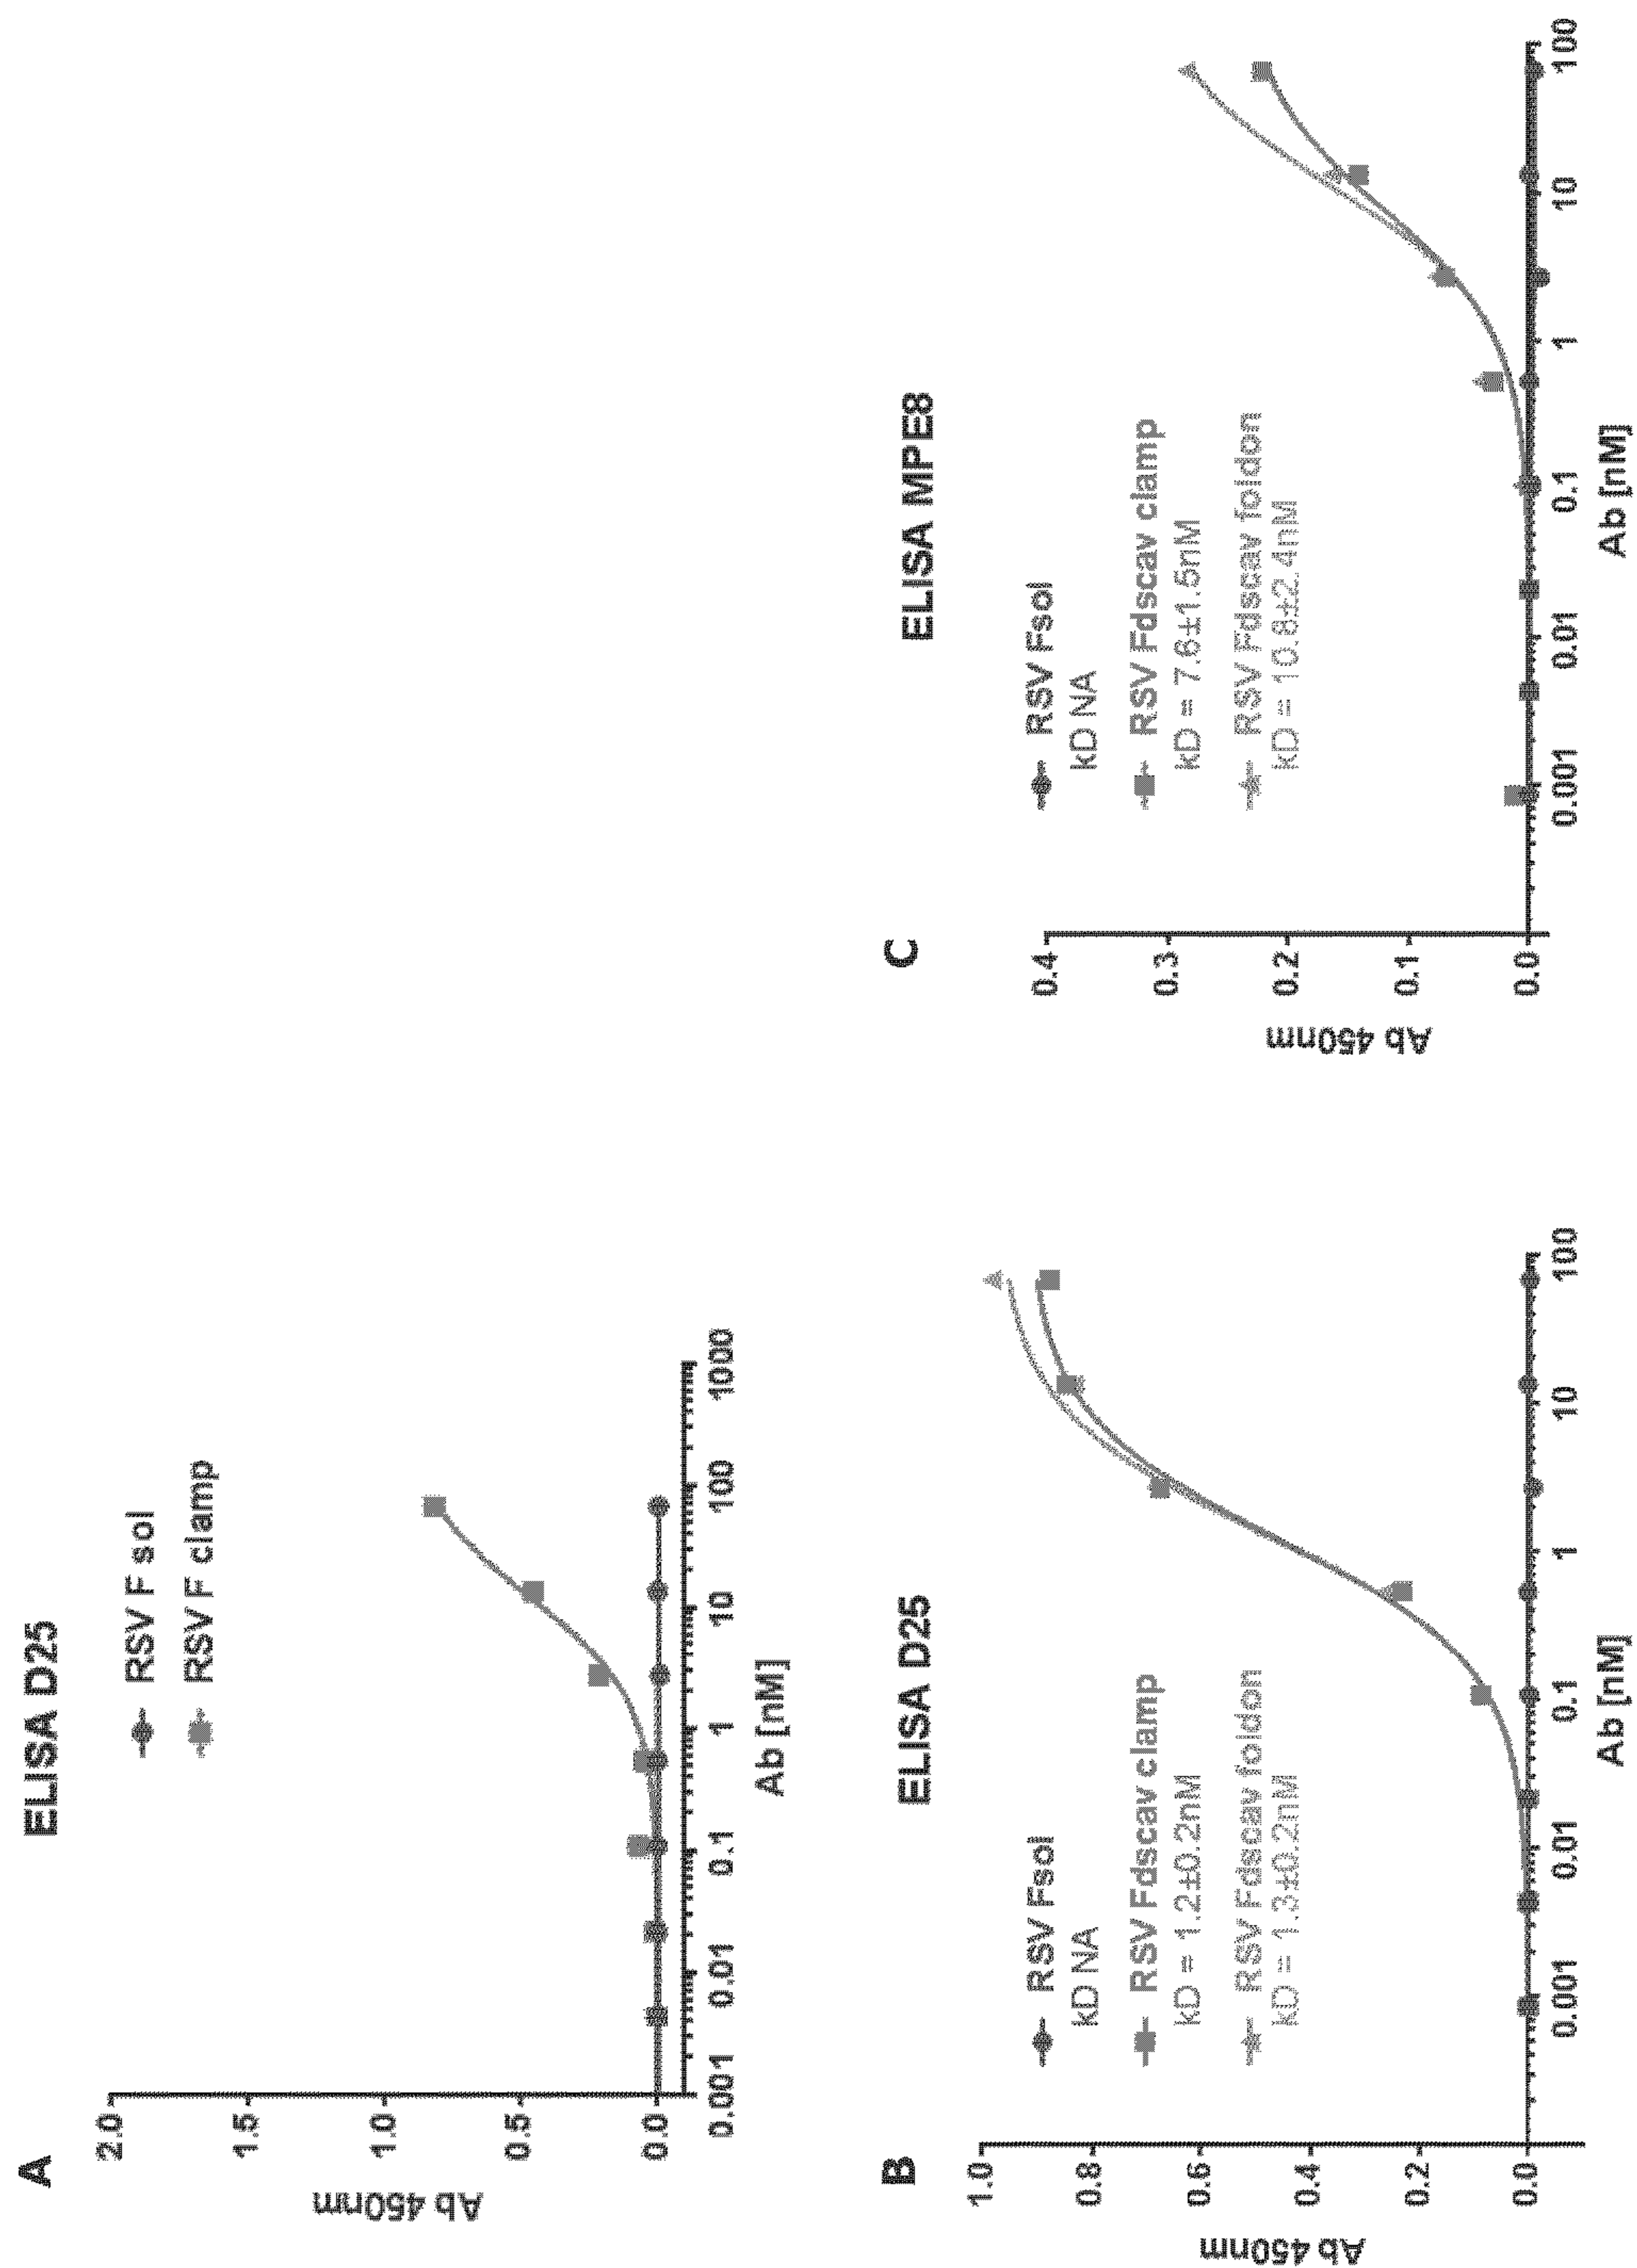 A
ELISA D25
RSV F sol
RSV F clamp
Ab 450nm
2.0
1.5
1.0
0.5
0.0
0.001
0.01
0.1
1
10
100
1000
Ab [nM]
B
ELISA D25
RSV Fsol
kD NA
RSV Fdscav clamp
kD = 1.2±0.2nM
RSV Fdscav foldon
kD = 1.3±0.2nM
Ab 450nm
1.0
0.8
0.6
0.4
0.2
0.0
0.001
0.01
0.1
1
10
100
Ab [nM]
C
ELISA MPE8
RSV Fsol
kD NA
RSV Fdscav clamp
kD = 7.6±1.5nM
RSV Fdscav foldon
kD = 10.8±2.4nM
Ab 450nm
0.4
0.3
0.2
0.1
0.0
0.001
0.01
0.1
1
10
100
Ab [nM]